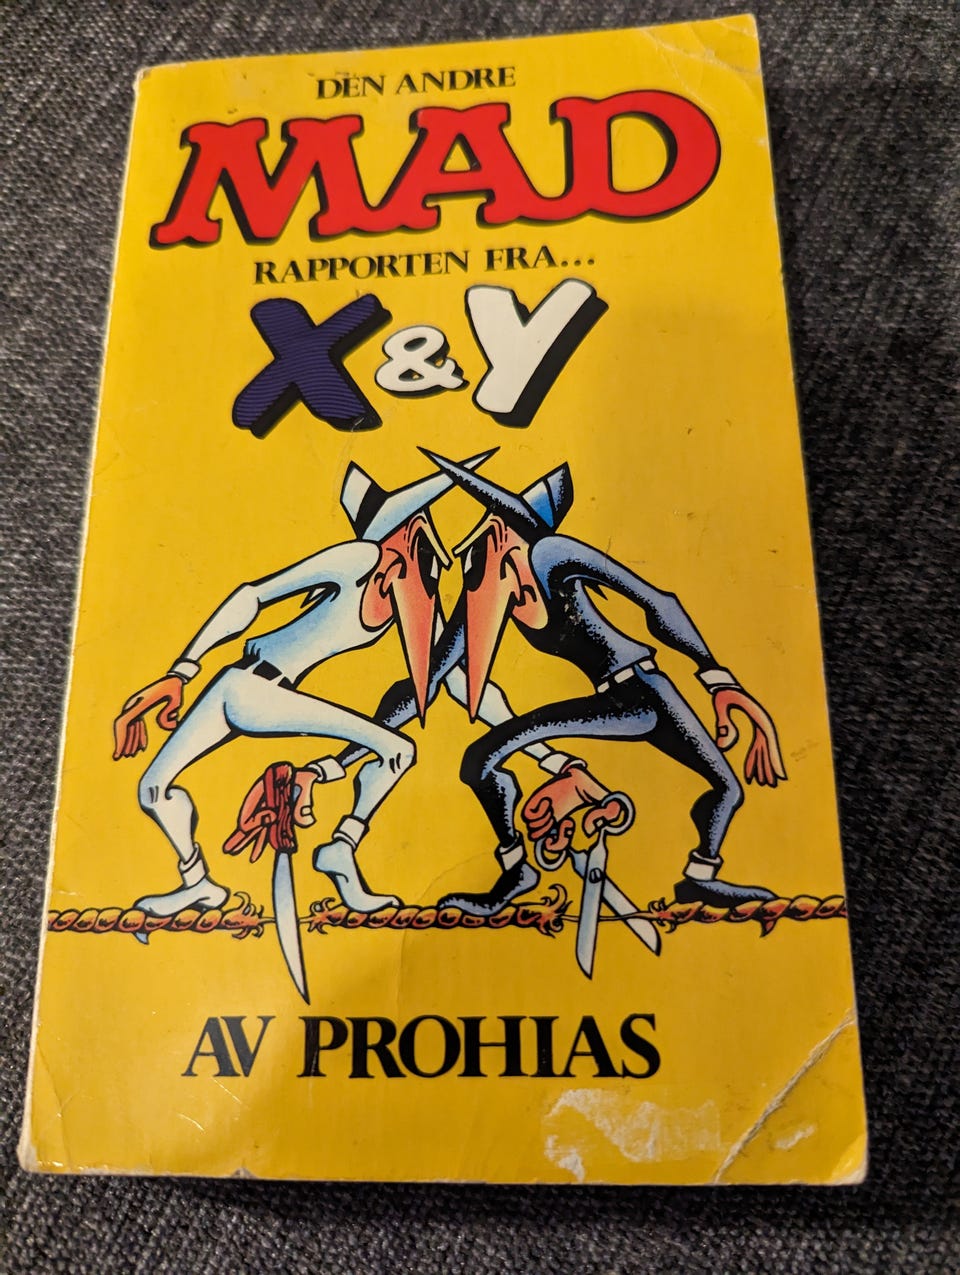 DEN ANDRE
MAD
RAPPORTEN FRA...
X & Y
AV PROHIAS